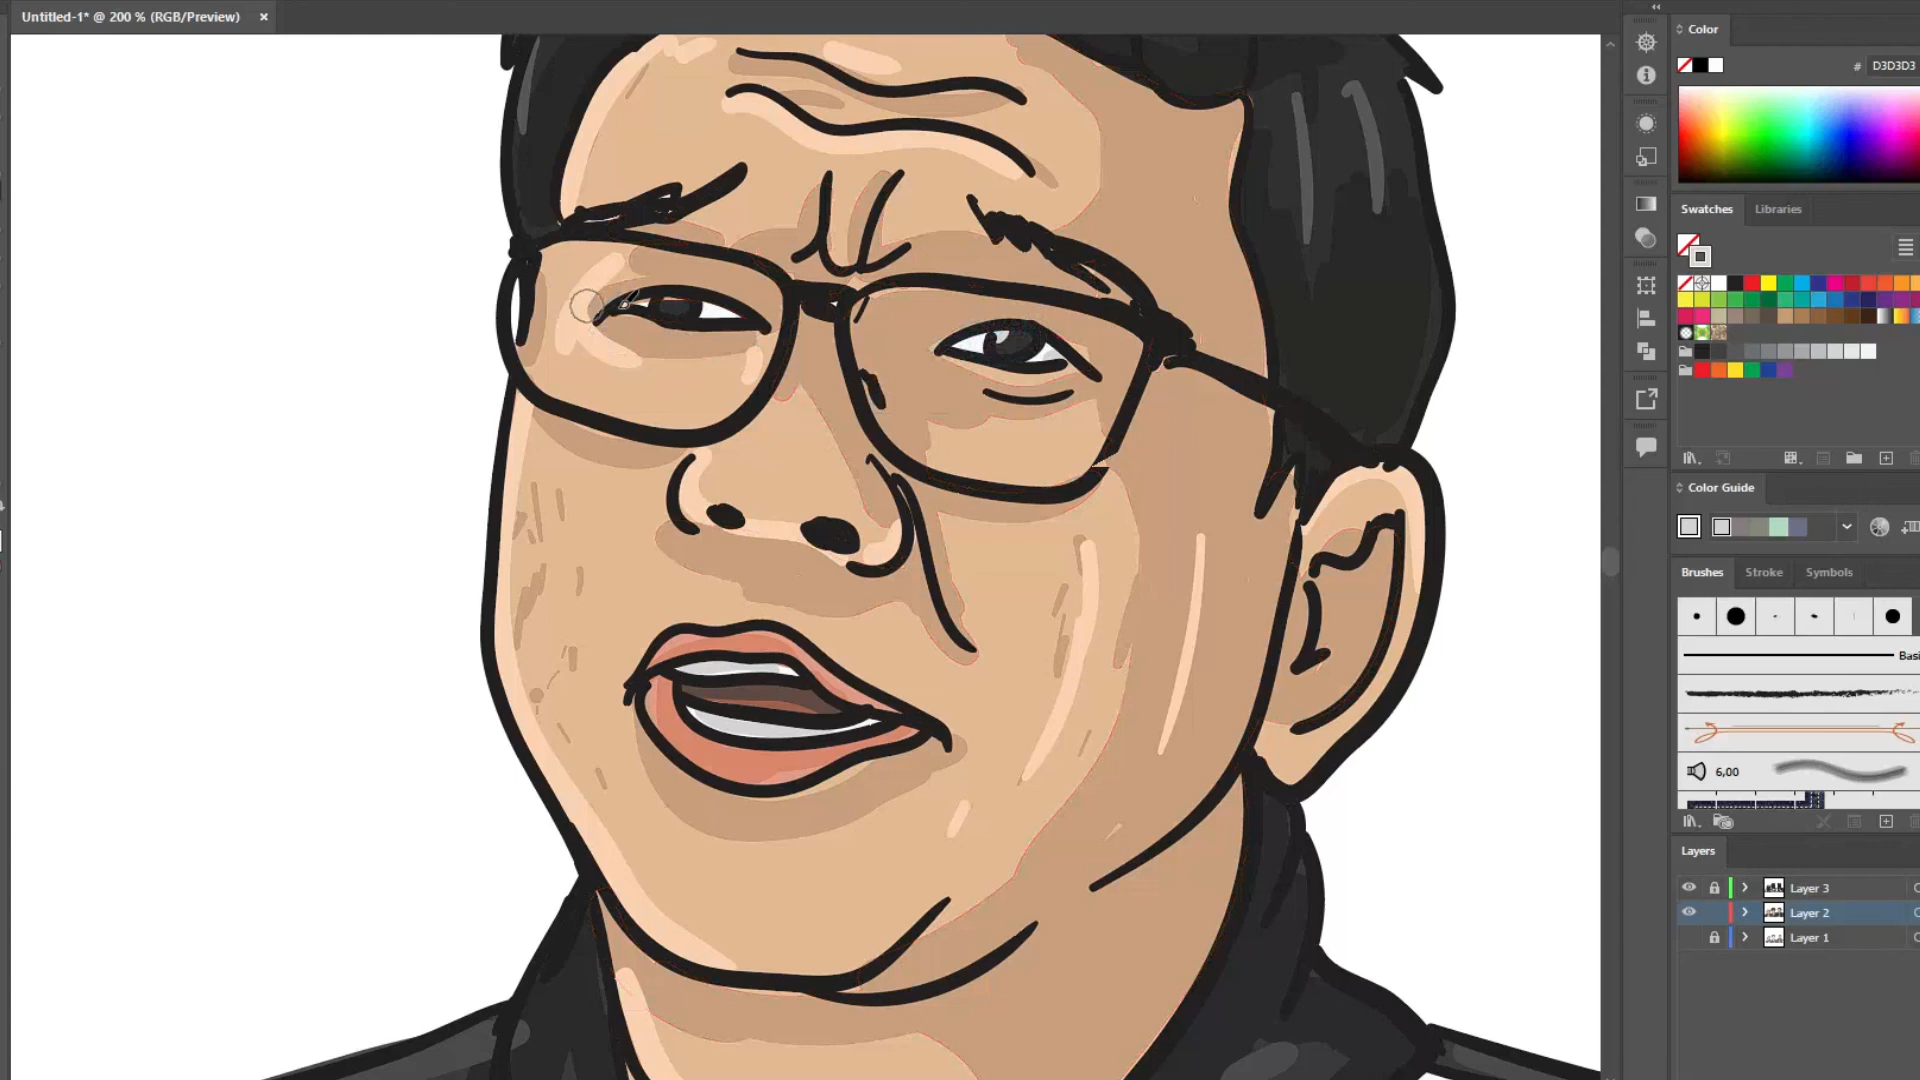 Untitled-1* @ 200 % (RGB/Preview)
Color
# D3D3D3
Swatches Libraries
Color Guide
Brushes Stroke Symbols
Basi
6,00
Layers
Layer 3
Layer 2
Layer 1